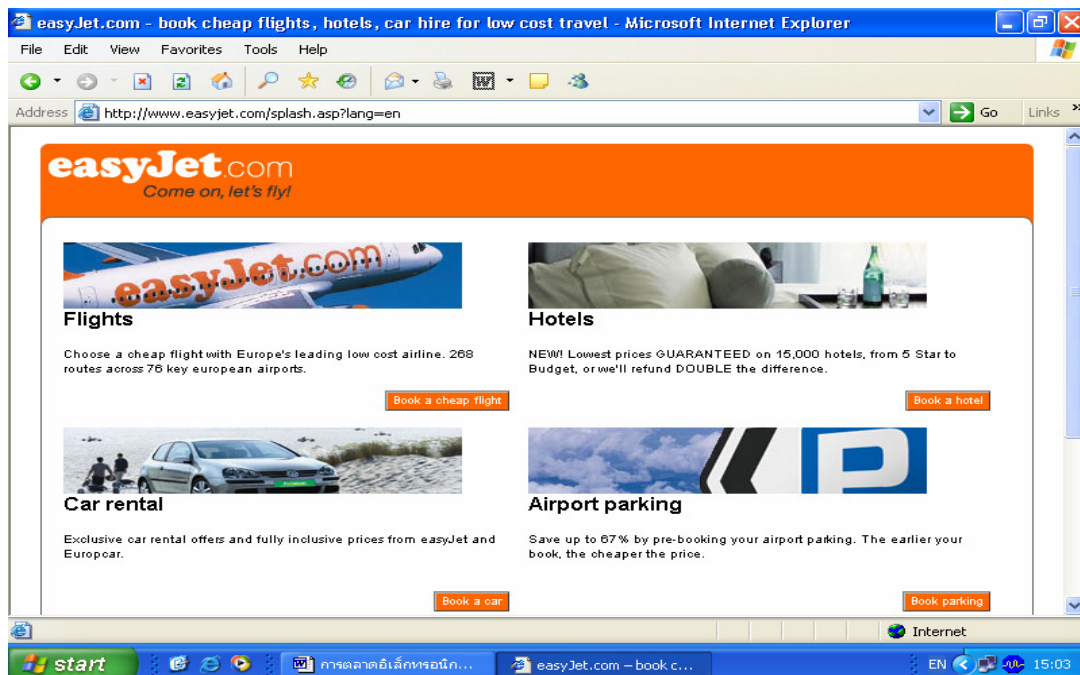 easyJet.com - book cheap flights, hotels, car hire for low cost travel - Microsoft Internet Explorer
File Edit View Favorites Tools Help
Address http://www.easyjet.com/splash.asp?lang=en Go Links »
easyJet.com
Come on, let's fly!
easyJet.com
Flights
Choose a cheap flight with Europe's leading low cost airline. 268
routes across 76 key european airports.
Book a cheap flight
Hotels
NEW! Lowest prices GUARANTEED on 15,000 hotels, from 5 Star to
Budget, or we'll refund DOUBLE the difference.
Book a hotel
Car rental
Exclusive car rental offers and fully inclusive prices from easyJet and
Europcar.
Book a car
P
Airport parking
Save up to 67% by pre-booking your airport parking. The earlier your
book, the cheaper the price.
Book parking
Internet
start การตลาดอิเล็กทรอนิก... easyJet.com – book c... EN 15:03